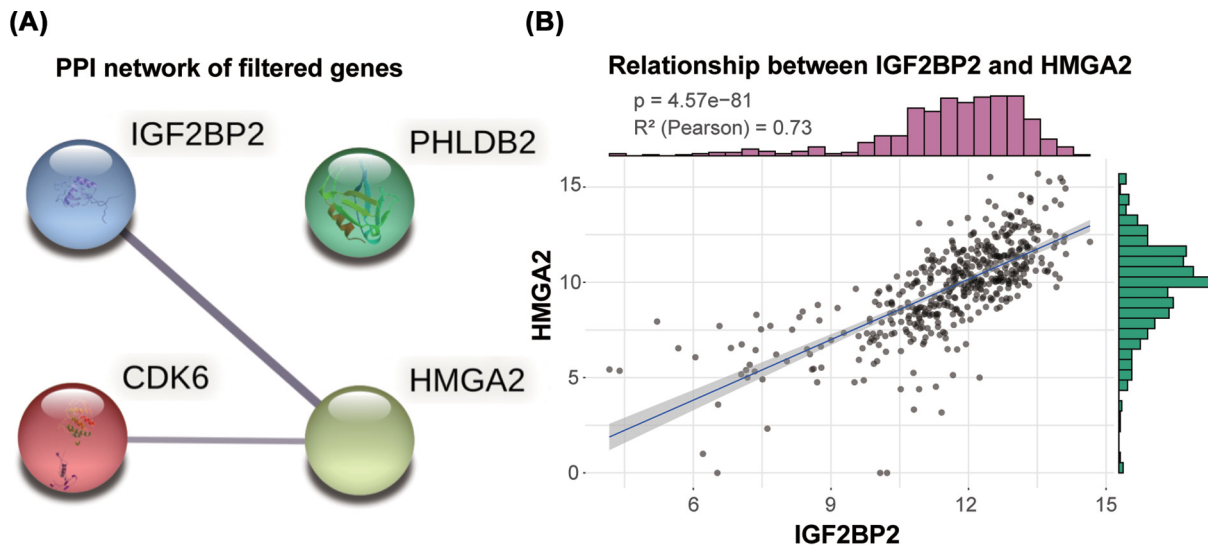 (A)
PPI network of filtered genes
IGF2BP2
PHLDB2
CDK6
HMGA2
(B)
Relationship between IGF2BP2 and HMGA2
p = 4.57e−81
R² (Pearson) = 0.73
HMGA2
15
10
5
0
6 9 12 15
IGF2BP2